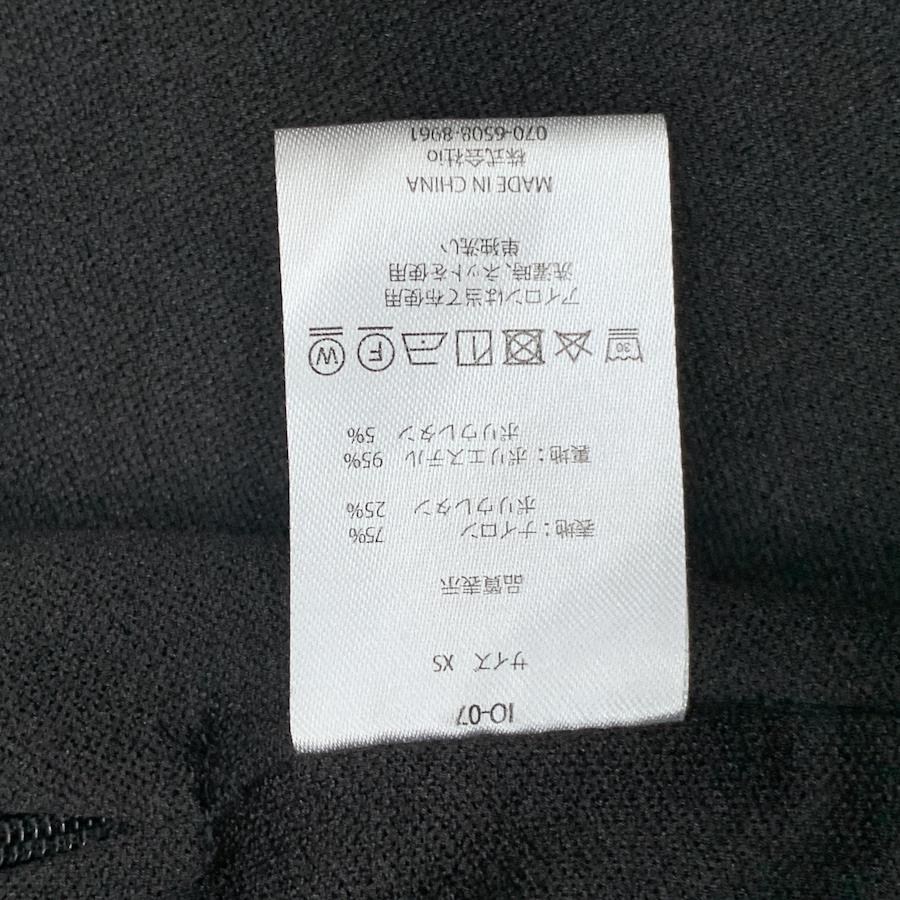 IO-07
サイズ XS
品質表示
表地：ナイロン 75%
ポリウレタン 25%
裏地：ポリエステル 95%
ポリウレタン 5%
30 F W
アイロンは当て布使用
洗濯時、ネットを使用
単独洗い
MADE IN CHINA
株式会社io
070-6508-8961